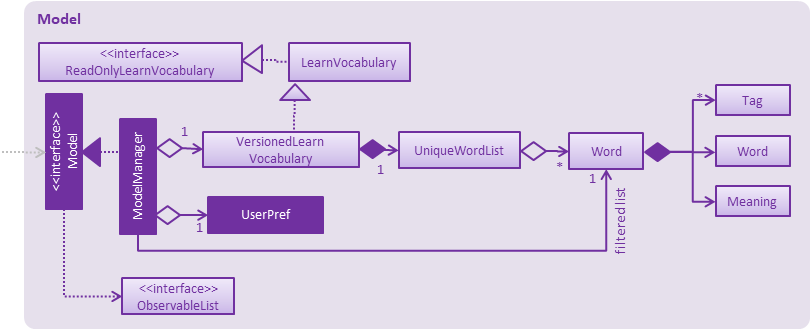 Model
<<interface>>
ReadOnlyLearnVocabulary
LearnVocabulary
<<interface>>
Model
ModelManager
1
VersionedLearn
Vocabulary
1
UniqueWordList
*
Word
1
*
Tag
Word
Meaning
1
UserPref
filtered list
<<interface>>
ObservableList